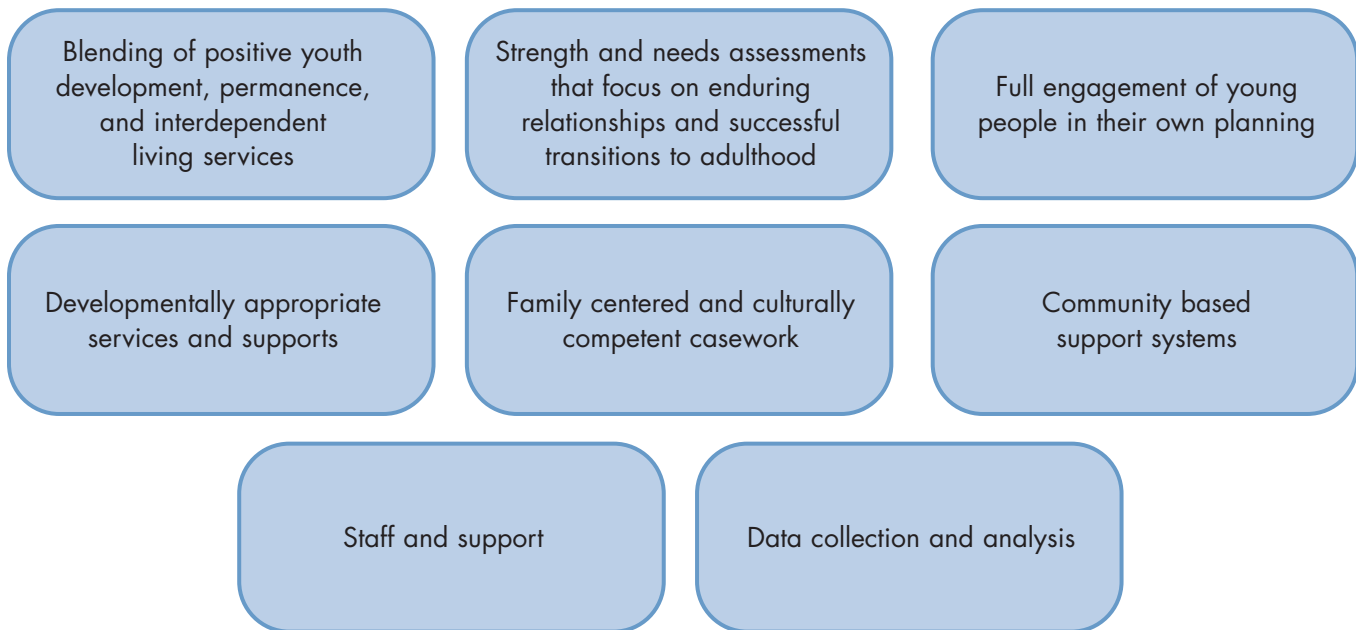 Blending of positive youth
development, permanence,
and interdependent
living services
Strength and needs assessments
that focus on enduring
relationships and successful
transitions to adulthood
Full engagement of young
people in their own planning
Developmentally appropriate
services and supports
Family centered and culturally
competent casework
Community based
support systems
Staff and support
Data collection and analysis